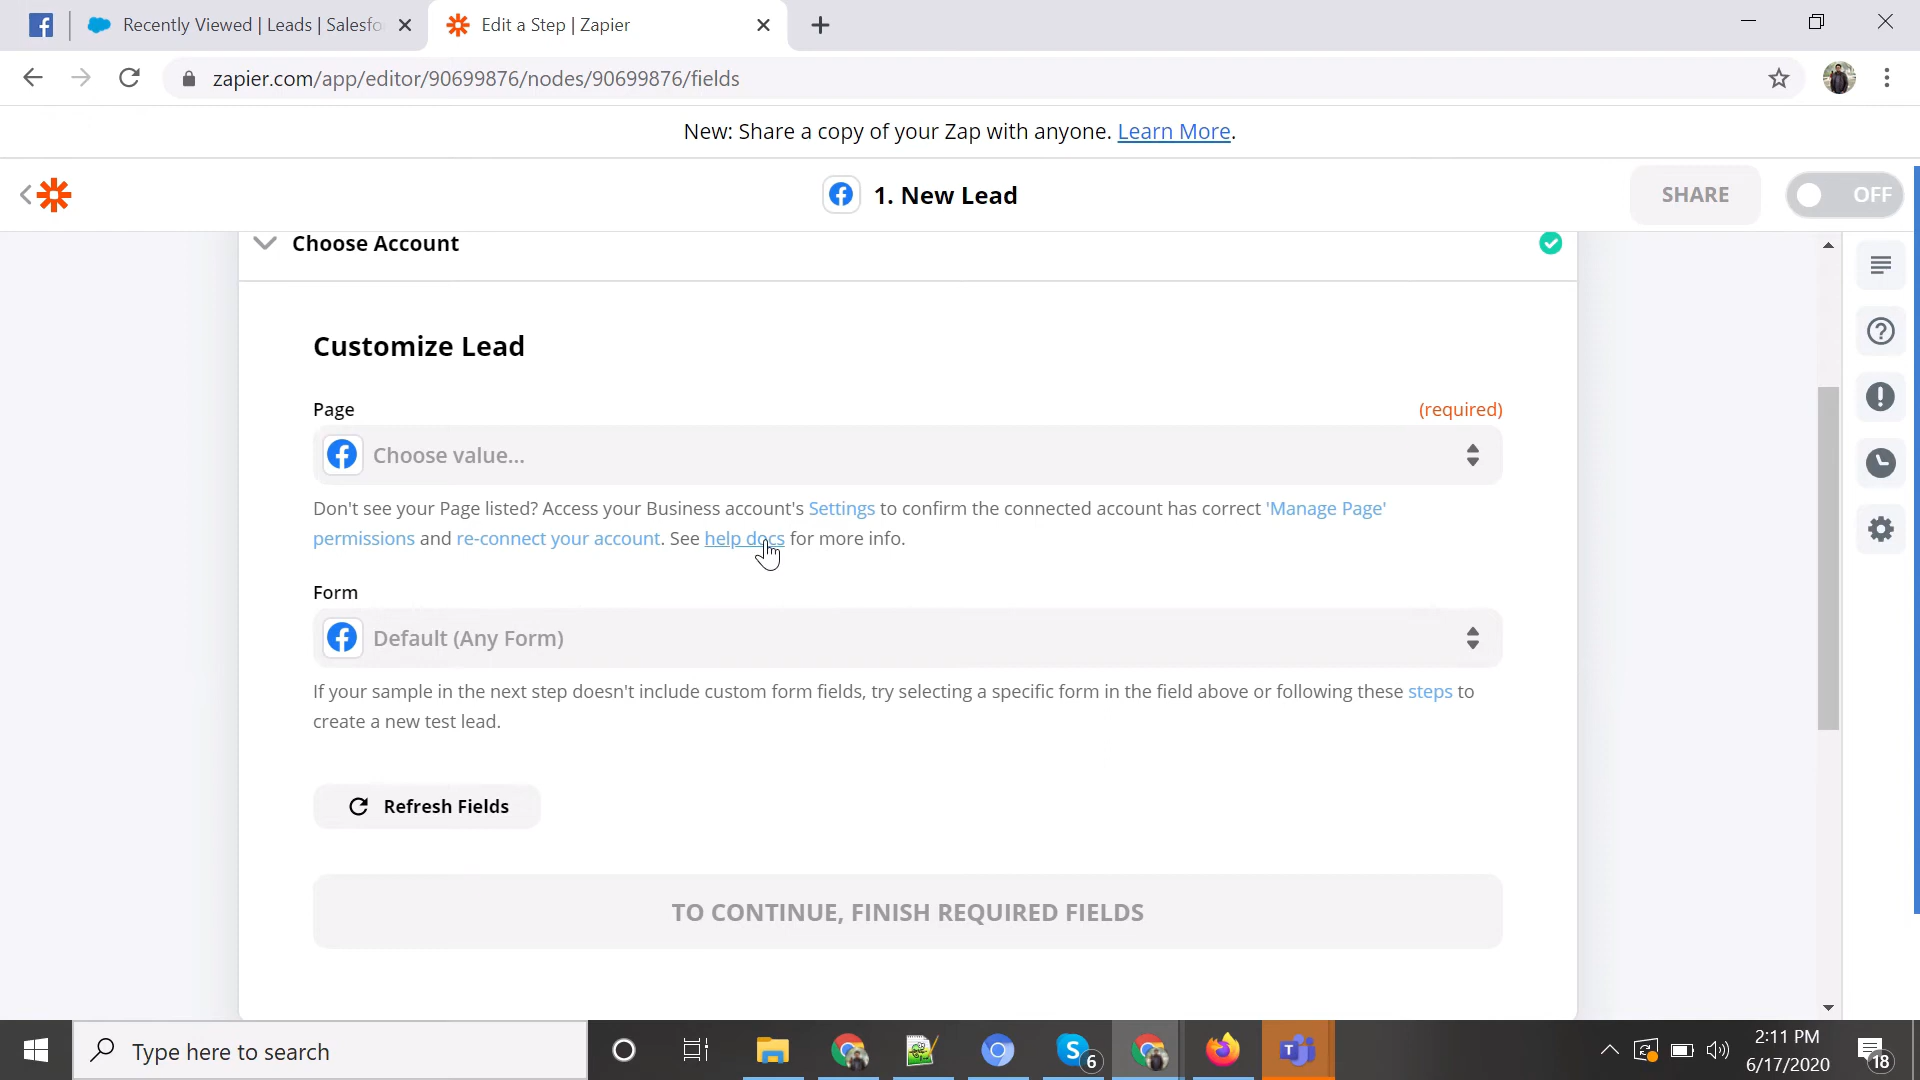 Recently Viewed | Leads | Salesfo
Edit a Step | Zapier
zapier.com/app/editor/90699876/nodes/90699876/fields
New: Share a copy of your Zap with anyone. Learn More.
1. New Lead
SHARE
OFF
Choose Account
Customize Lead
Page
(required)
Choose value...
Don't see your Page listed? Access your Business account's Settings to confirm the connected account has correct 'Manage Page'
permissions and re-connect your account. See help docs for more info.
Form
Default (Any Form)
If your sample in the next step doesn't include custom form fields, try selecting a specific form in the field above or following these steps to
create a new test lead.
Refresh Fields
TO CONTINUE, FINISH REQUIRED FIELDS
Type here to search
6
2:11 PM
6/17/2020
18